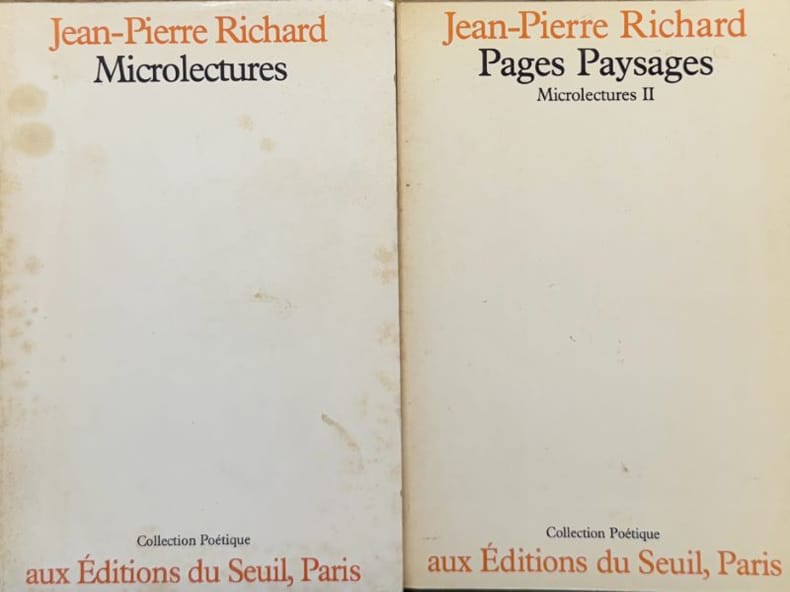 Jean-Pierre Richard
Microlectures
Collection Poétique
aux Éditions du Seuil, Paris
Jean-Pierre Richard
Pages Paysages
Microlectures II
Collection Poétique
aux Éditions du Seuil, Paris